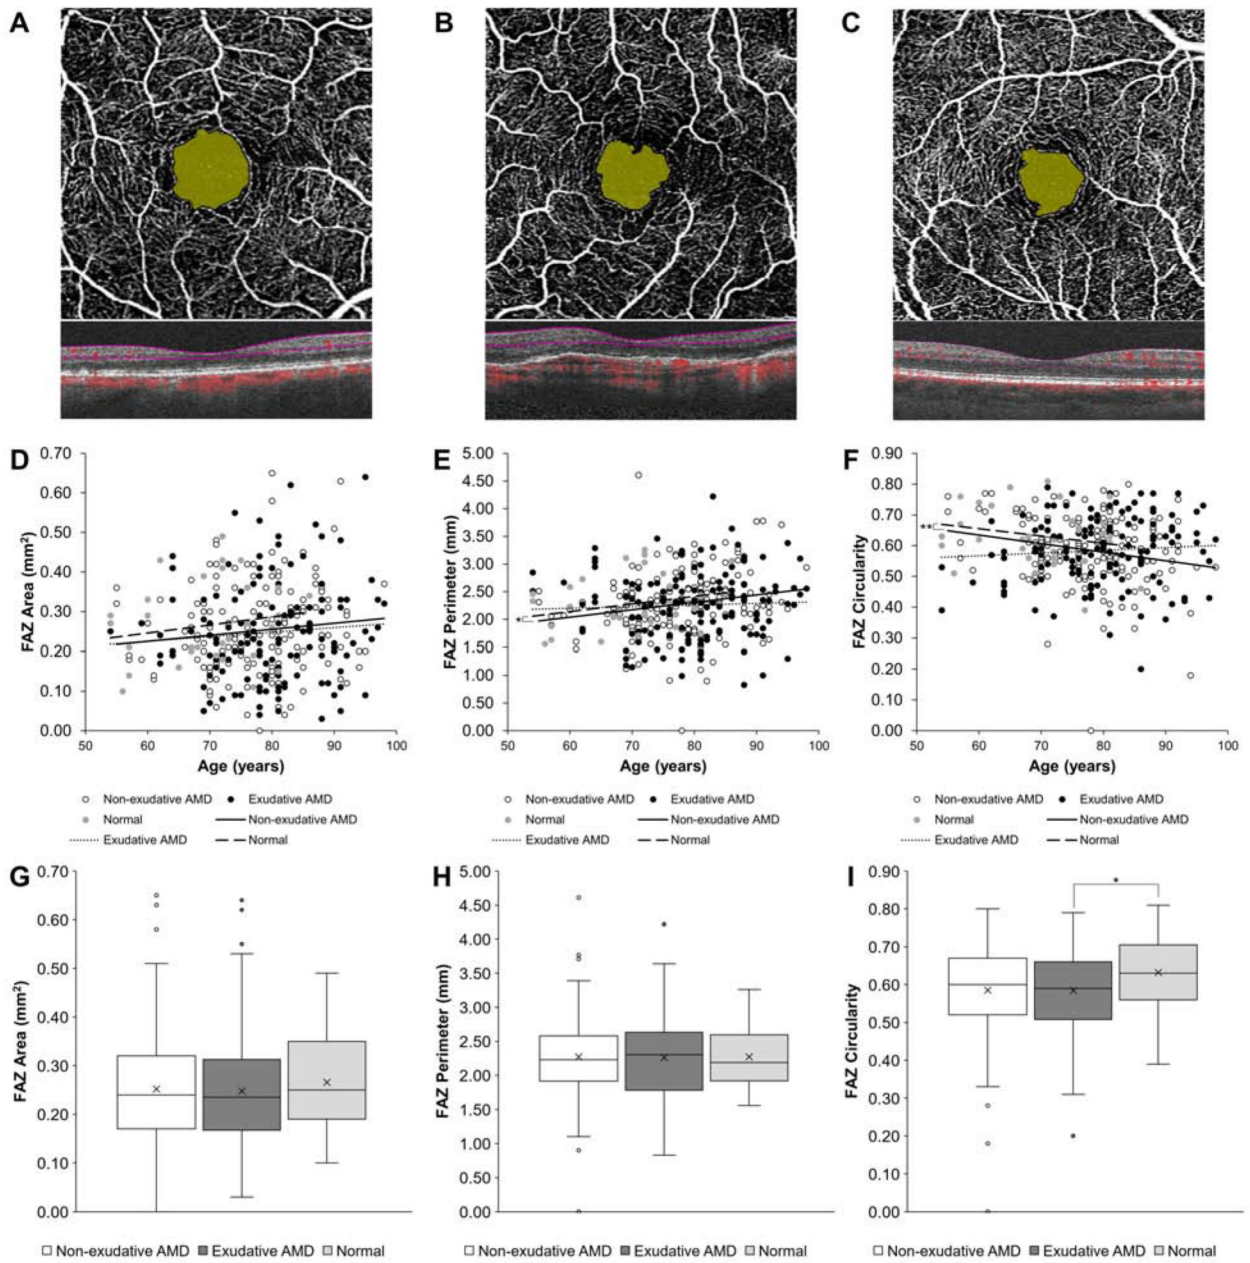 A B C
D E F
FAZ Area (mm²)
0.70
0.60
0.50
0.40
0.30
0.20
0.10
0.00
50 60 70 80 90 100
Age (years)
Non-exudative AMD Exudative AMD
Normal Non-exudative AMD
Exudative AMD Normal
FAZ Perimeter (mm)
5.00
4.50
4.00
3.50
3.00
2.50
2.00
1.50
1.00
0.50
0.00
*
50 60 70 80 90 100
Age (years)
Non-exudative AMD Exudative AMD
Normal Non-exudative AMD
Exudative AMD Normal
FAZ Circularity
0.90
0.80
0.70
0.60
0.50
0.40
0.30
0.20
0.10
0.00
**
50 60 70 80 90 100
Age (years)
Non-exudative AMD Exudative AMD
Normal Non-exudative AMD
Exudative AMD Normal
G H I
FAZ Area (mm²)
0.70
0.60
0.50
0.40
0.30
0.20
0.10
0.00
Non-exudative AMD Exudative AMD Normal
FAZ Perimeter (mm)
5.00
4.50
4.00
3.50
3.00
2.50
2.00
1.50
1.00
0.50
0.00
Non-exudative AMD Exudative AMD Normal
FAZ Circularity
0.90
0.80
0.70
0.60
0.50
0.40
0.30
0.20
0.10
0.00
*
Non-exudative AMD Exudative AMD Normal